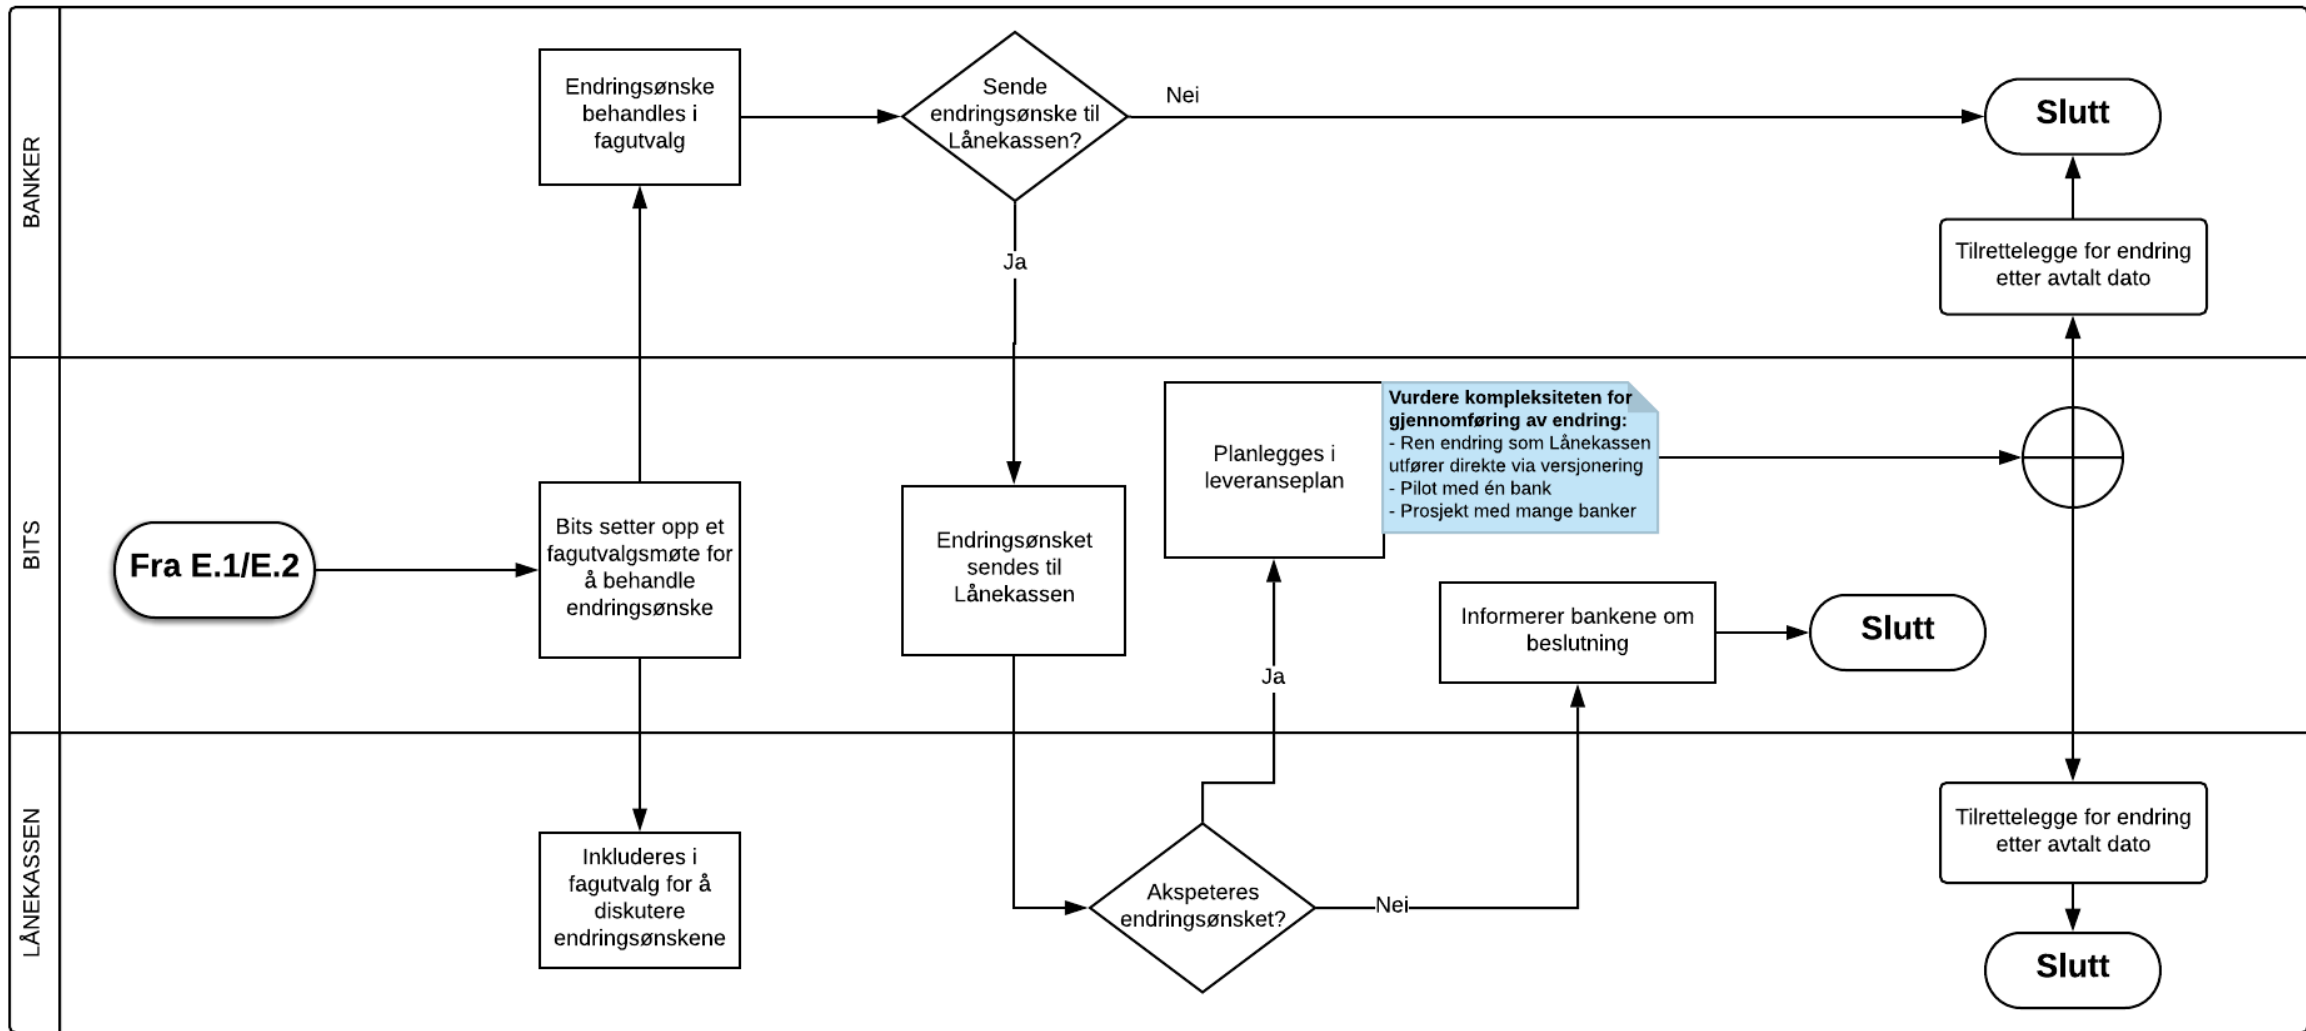 BANKER
Endringsønske
behandles i
fagutvalg
Sende
endringsønske til
Lånekassen?
Nei
Ja
Slutt
Tilrettelegge for endring
etter avtalt dato
BITS
Fra E.1/E.2
Bits setter opp et
fagutvalgsmøte for
å behandle
endringsønske
Endringsønsket
sendes til
Lånekassen
Planlegges i
leveranseplan
Vurdere kompleksiteten for
gjennomføring av endring:
- Ren endring som Lånekassen
utfører direkte via versjonering
- Pilot med én bank
- Prosjekt med mange banker
Informerer bankene om
beslutning
Slutt
Ja
LÅNEKASSEN
Inkluderes i
fagutvalg for å
diskutere
endringsønskene
Akspeteres
endringsønsket?
Nei
Tilrettelegge for endring
etter avtalt dato
Slutt